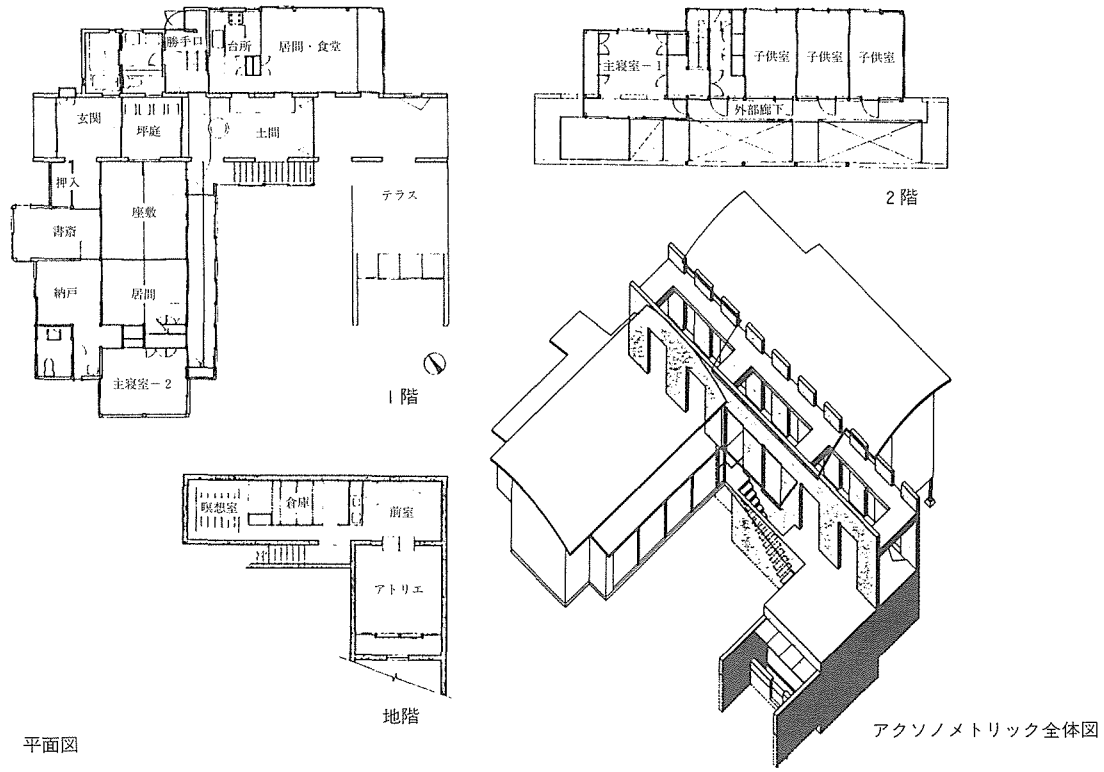 勝手口
台所
居間・食堂
玄関
坪庭
土間
押入
座敷
テラス
書斎
納戸
居間
主寝室－2
1階
主寝室－1
子供室
子供室
子供室
外部廊下
2階
瞑想室
倉庫
前室
アトリエ
地階
平面図
アクソノメトリック全体図